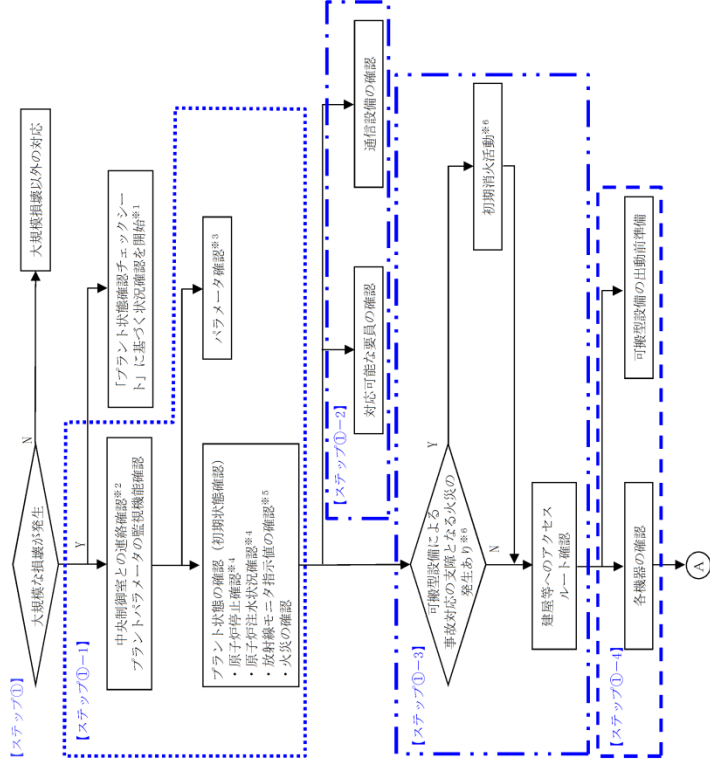 【ステップ①】
大規模な損壊が発生
N
大規模損壊以外の対応
Y
【ステップ①-1】
中央制御室との連絡確認※2
プラントパラメータの監視機能確認
「プラント状態確認チェックシー
ト」に基づく状況確認を開始※1
プラント状態の確認（初期状態確認）
・原子炉停止確認※4
・原子炉注水状況確認※4
・放射線モニタ指示値の確認※5
・火災の確認
パラメータ確認※3
【ステップ①-2】
対応可能な要員の確認
通信設備の確認
【ステップ①-3】
可搬型設備による
事故対応の支障となる火災の
発生あり※6
Y
初期消火活動※6
N
建屋等へのアクセス
ルート確認
【ステップ①-4】
各機器の確認
可搬型設備の出動前準備
A